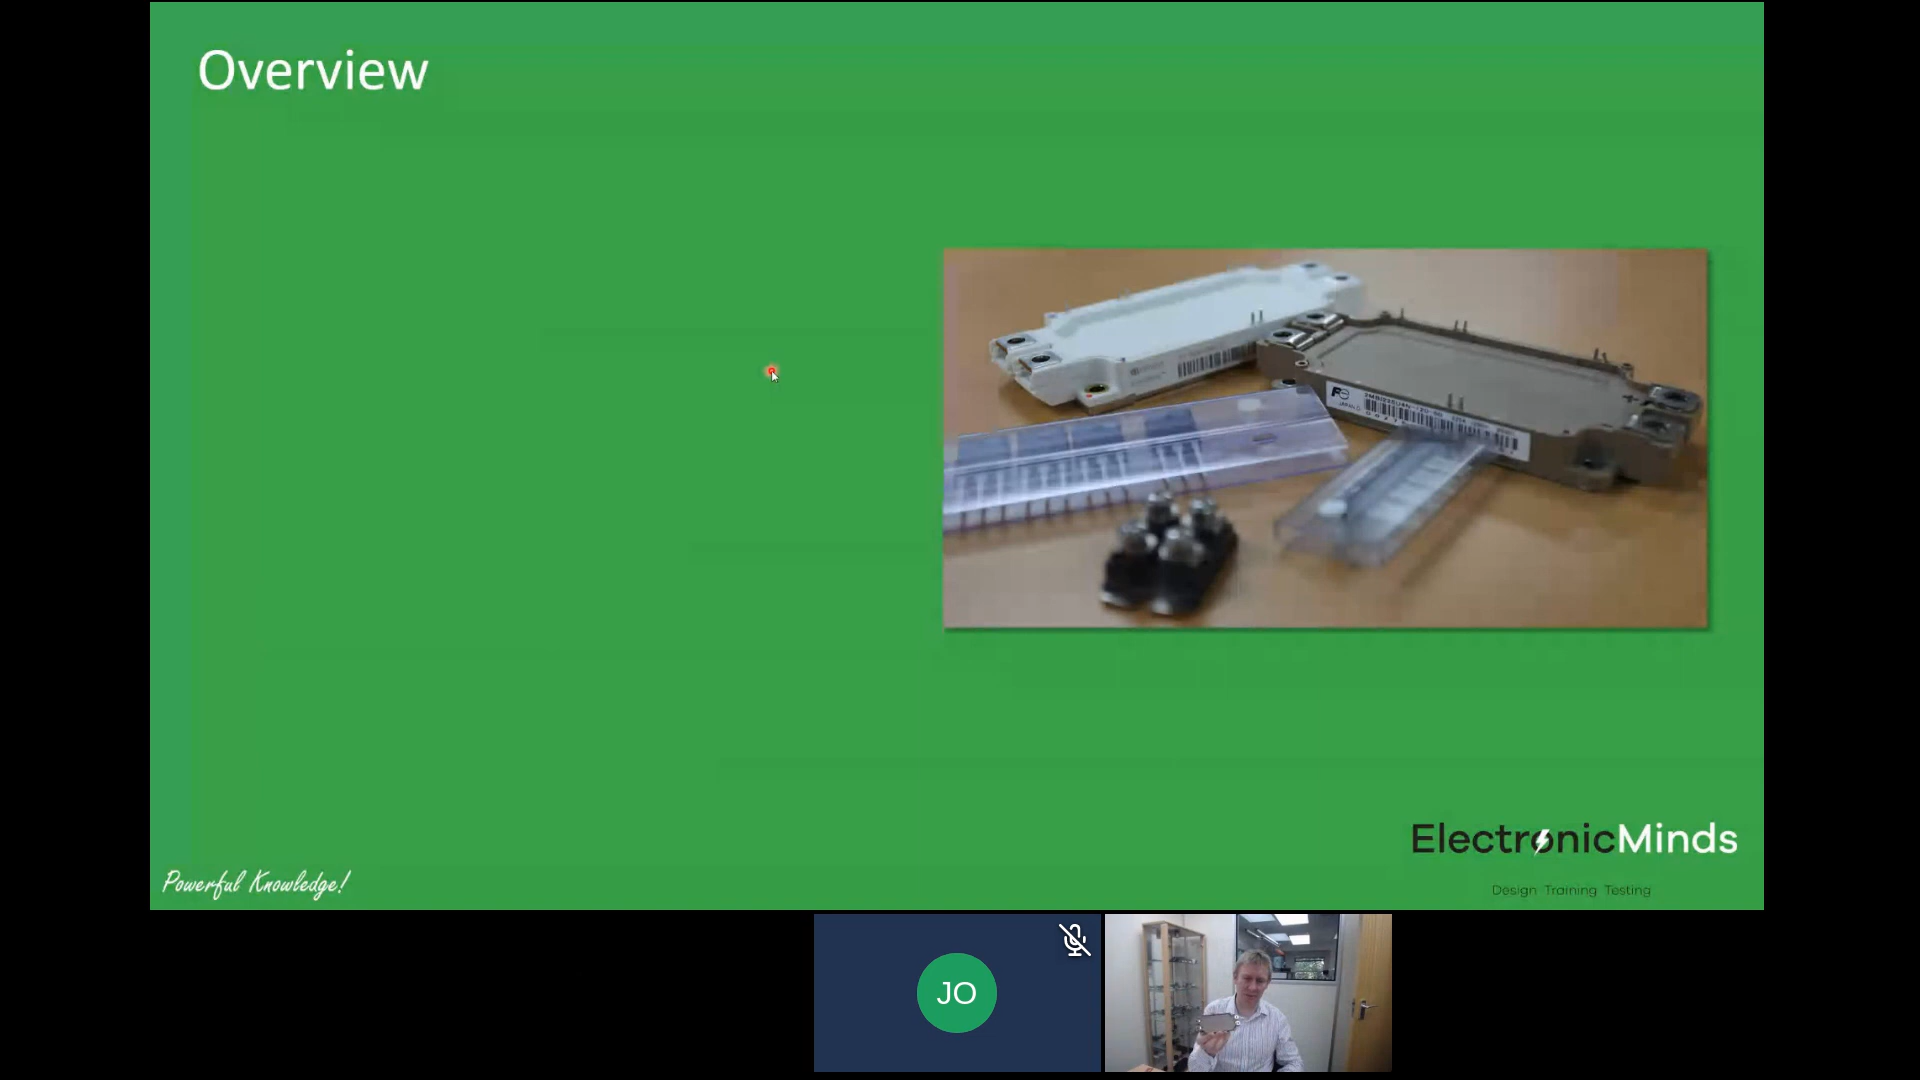 Overview
ElectronicMinds
Design Training Testing
Powerful Knowledge!
JO